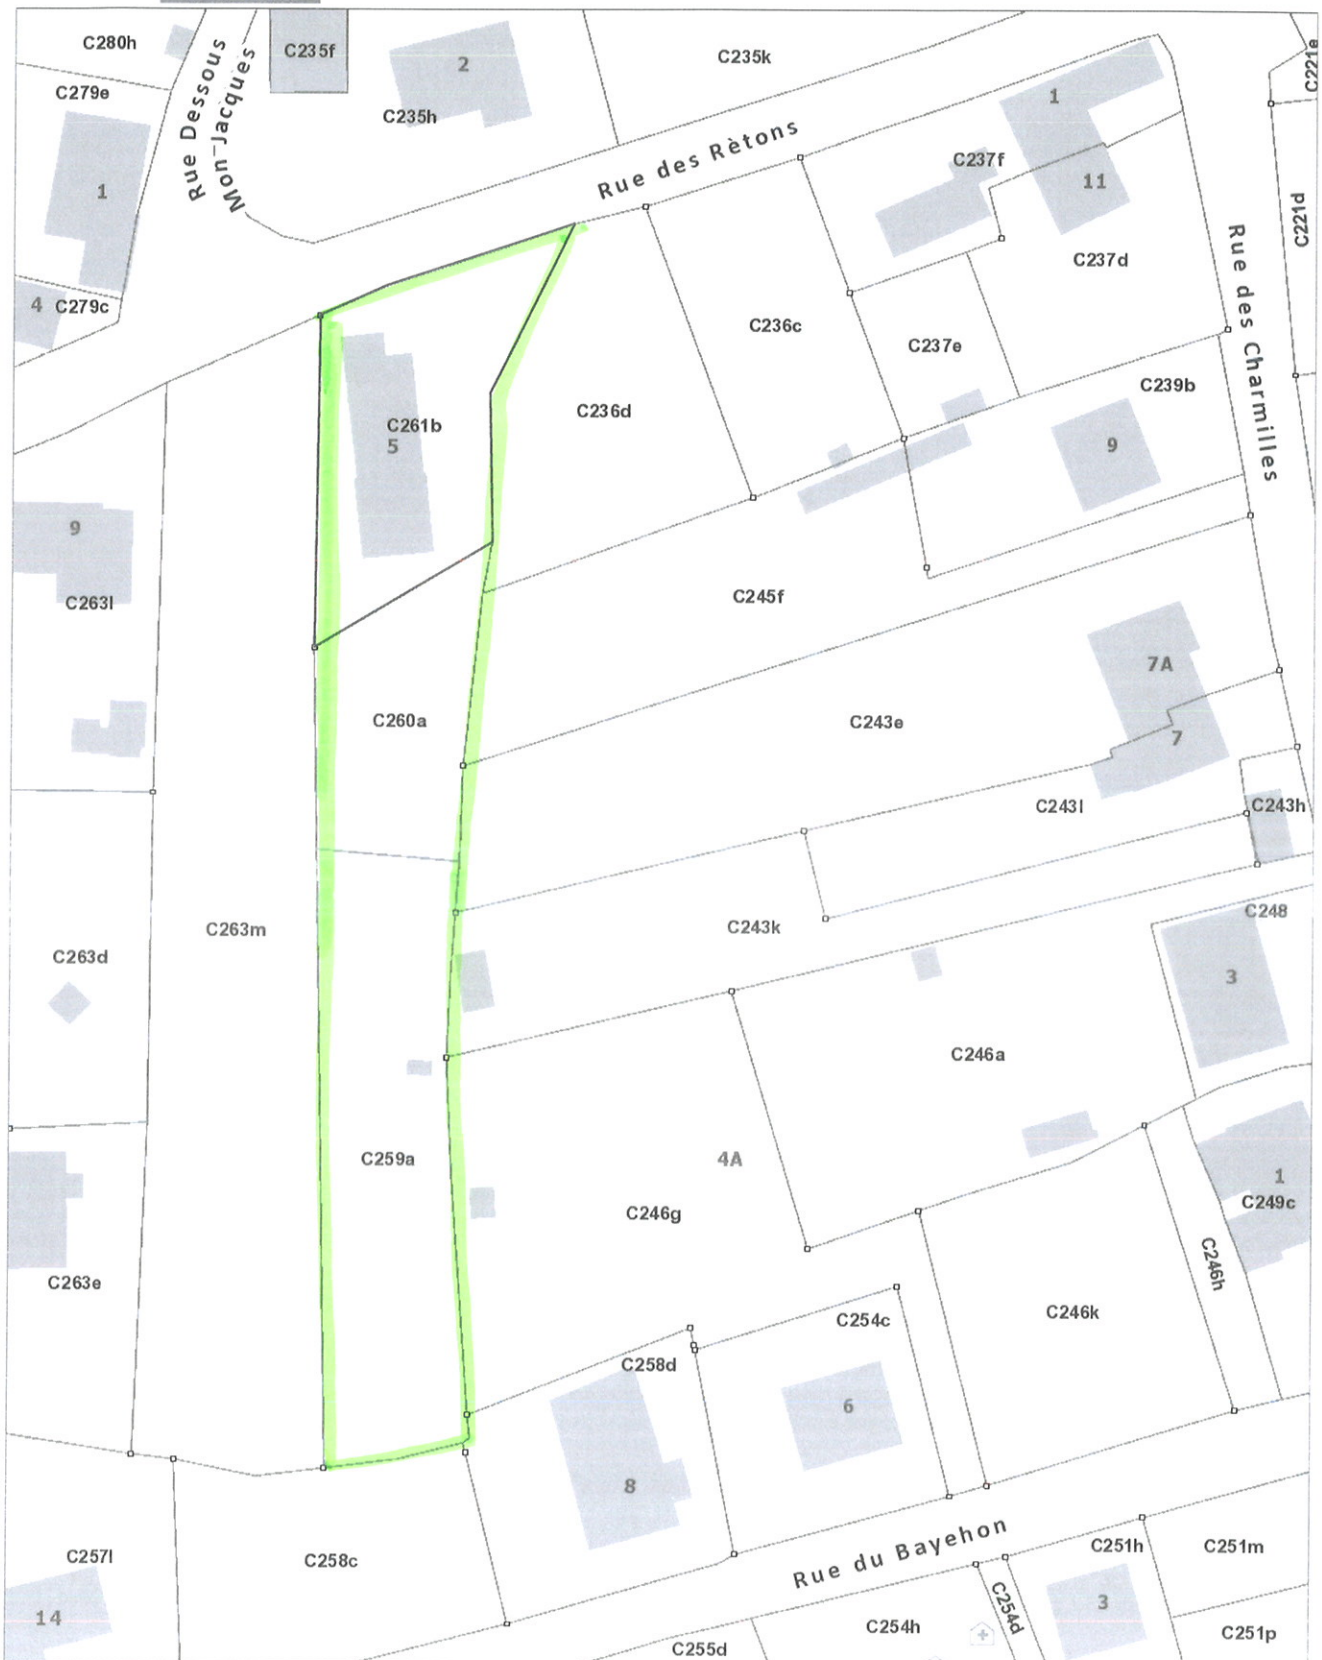 C280h
C279e
1
4
C279c
Rue Dessous
Mon-Jacques
C235f
2
C235h
C235k
Rue des Rètons
1
C237f
11
C237d
C221e
C221d
Rue des Charmilles
C236c
C237e
C239b
9
C261b
5
C236d
9
C263l
C245f
7A
C260a
C243e
7
C243l
C243h
C263m
C243k
C248
C263d
3
C246a
C259a
4A
1
C249c
C246g
C246h
C263e
C254c
C246k
C258d
6
8
Rue du Bayehon
C257l
C258c
C251h
C251m
14
C254d
3
C254h
C251p
C255d